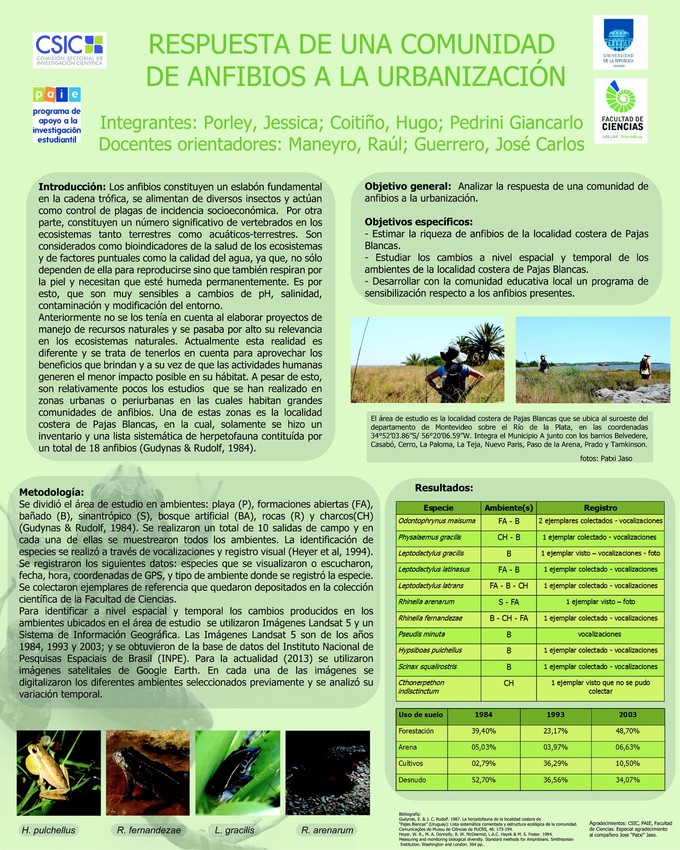 CSIC
COMISIÓN SECTORIAL DE
INVESTIGACIÓN CIENTÍFICA
paie
programa de
apoyo a la
investigación
estudiantil
RESPUESTA DE UNA COMUNIDAD
DE ANFIBIOS A LA URBANIZACIÓN
Integrantes: Porley, Jessica; Coitiño, Hugo; Pedrini Giancarlo
Docentes orientadores: Maneyro, Raúl; Guerrero, José Carlos
UNIVERSIDAD
DE LA REPÚBLICA
URUGUAY
FACULTAD DE
CIENCIAS
Introducción: Los anfibios constituyen un eslabón fundamental
en la cadena trófica, se alimentan de diversos insectos y actúan
como control de plagas de incidencia socioeconómica. Por otra
parte, constituyen un número significativo de vertebrados en los
ecosistemas tanto terrestres como acuáticos-terrestres. Son
considerados como bioindicadores de la salud de los ecosistemas
y de factores puntuales como la calidad del agua, ya que, no sólo
dependen de ella para reproducirse sino que también respiran por
la piel y necesitan que esté humeda permanentemente. Es por
esto, que son muy sensibles a cambios de pH, salinidad,
contaminación y modificación del entorno.
Anteriormente no se los tenía en cuenta al elaborar proyectos de
manejo de recursos naturales y se pasaba por alto su relevancia
en los ecosistemas naturales. Actualmente esta realidad es
diferente y se trata de tenerlos en cuenta para aprovechar los
beneficios que brindan y a su vez de que las actividades humanas
generen el menor impacto posible en su hábitat. A pesar de esto,
son relativamente pocos los estudios que se han realizado en
zonas urbanas o periurbanas en las cuales habitan grandes
comunidades de anfibios. Una de estas zonas es la localidad
costera de Pajas Blancas, en la cual, solamente se hizo un
inventario y una lista sistemática de herpetofauna contituída por
un total de 18 anfibios (Gudynas & Rudolf, 1984).
Objetivo general: Analizar la respuesta de una comunidad de
anfibios a la urbanización.
Objetivos específicos:
- Estimar la riqueza de anfibios de la localidad costera de Pajas
Blancas.
- Estudiar los cambios a nivel espacial y temporal de los
ambientes de la localidad costera de Pajas Blancas.
- Desarrollar con la comunidad educativa local un programa de
sensibilización respecto a los anfibios presentes.
El área de estudio es la localidad costera de Pajas Blancas que se ubica al suroeste del
departamento de Montevideo sobre el Río de la Plata, en las coordenadas
34°52'03.86"S/ 56°20'06.59"W. Integra el Municipio A junto con los barrios Belvedere,
Casabó, Cerro, La Paloma, La Teja, Nuevo París, Paso de la Arena, Prado y Tamkinson.
fotos: Patxi Jaso
Metodología:
Se dividió el área de estudio en ambientes: playa (P), formaciones abiertas (FA),
bañado (B), sinantrópico (S), bosque artificial (BA), rocas (R) y charcos(CH)
(Gudynas & Rudolf, 1984). Se realizaron un total de 10 salidas de campo y en
cada una de ellas se muestrearon todos los ambientes. La identificación de
especies se realizó a través de vocalizaciones y registro visual (Heyer et al, 1994).
Se registraron los siguientes datos: especies que se visualizaron o escucharon,
fecha, hora, coordenadas de GPS, y tipo de ambiente donde se registró la especie.
Se colectaron ejemplares de referencia que quedaron depositados en la colección
científica de la Facultad de Ciencias.
Para identificar a nivel espacial y temporal los cambios producidos en los
ambientes ubicados en el área de estudio se utilizaron Imágenes Landsat 5 y un
Sistema de Información Geográfica. Las Imágenes Landsat 5 son de los años
1984, 1993 y 2003; y se obtuvieron de la base de datos del Instituto Nacional de
Pesquisas Espaciais de Brasil (INPE). Para la actualidad (2013) se utilizaron
imágenes satelitales de Google Earth. En cada una de las imágenes se
digitalizaron los diferentes ambientes seleccionados previamente y se analizó su
variación temporal.
H. pulchellus
R. fernandezae
L. gracilis
R. arenarum
Resultados:
Especie Ambiente(s) Registro
Odontophrynus maisuma FA - B 2 ejemplares colectados - vocalizaciones
Physalaemus gracilis CH - B 1 ejemplar colectado - vocalizaciones
Leptodactylus gracilis B 1 ejemplar visto – vocalizaciones - foto
Leptodactylus latinasus FA - B 1 ejemplar colectado - vocalizaciones
Leptodactylus latrans FA - B - CH 1 ejemplar colectado - vocalizaciones
Rhinella arenarum S - FA 1 ejemplar visto – foto
Rhinella fernandezae B - CH - FA 1 ejemplar colectado - vocalizaciones
Pseudis minuta B vocalizaciones
Hypsiboas pulchellus B 1 ejemplar colectado - vocalizaciones
Scinax squalirostris B 1 ejemplar colectado - vocalizaciones
Cthonerpethon
indisctinctum CH 1 ejemplar visto que no se pudo
colectar
Uso de suelo 1984 1993 2003
Forestación 39,40% 23,17% 48,70%
Arena 05,03% 03,97% 06,63%
Cultivos 02,79% 36,29% 10,50%
Desnudo 52,70% 36,56% 34,07%
Bibliografía:
Gudynas, E. & J. C. Rudolf. 1987. La herpetofauna de la localidad costera de
"Pajas Blancas" (Uruguay): Lista sistemática comentada y estructura ecológica de la comunidad.
Comunicações do Museu de Ciências da PUCRS, 46: 173-194.
Heyer, W. R., M. A. Donnelly, R. W. McDiarmid, L.A.C. Hayek & M. S. Foster. 1994.
Measuring and monitoring biological diversity. Standard methods for Amphibians. Smithsonian
Institution. Washington and London. 364 pp..
Agradecimientos: CSIC, PAIE, Facultad
de Ciencias. Especial agradecimiento
al compañero Jose "Patxi" Jaso.